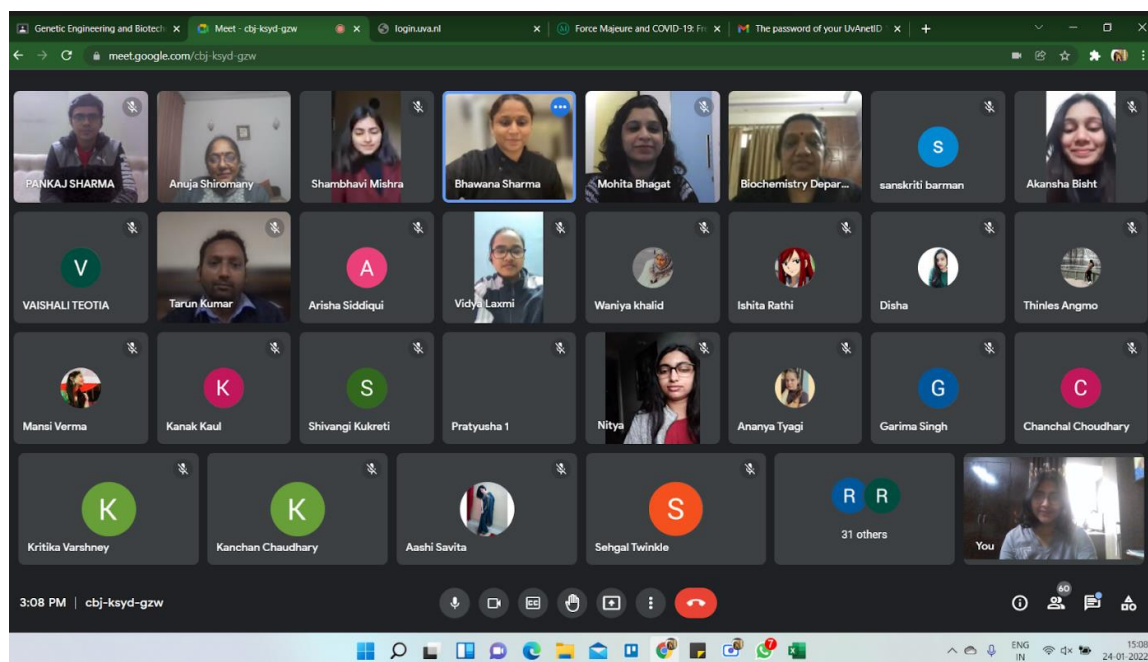 Genetic Engineering and Biotech
Meet - cbj-ksyd-gzw
login.uva.nl
Force Majeure and COVID-19: Fr
The password of your UvAnetID
meet.google.com/cbj-ksyd-gzw
PANKAJ SHARMA
Anuja Shiromany
Shambhavi Mishra
Bhawana Sharma
Mohita Bhagat
Biochemistry Depar...
S
sanskriti barman
Akansha Bisht
V
VAISHALI TEOTIA
Tarun Kumar
A
Arisha Siddiqui
Vidya Laxmi
Waniya khalid
Ishita Rathi
Disha
Thinles Angmo
Mansi Verma
K
Kanak Kaul
S
Shivangi Kukreti
Pratyusha 1
Nitya
Ananya Tyagi
G
Garima Singh
C
Chanchal Choudhary
K
Kritika Varshney
K
Kanchan Chaudhary
Aashi Savita
S
Sehgal Twinkle
R R
31 others
You
3:08 PM | cbj-ksyd-gzw
CC
60
7
ENG
IN
15:08